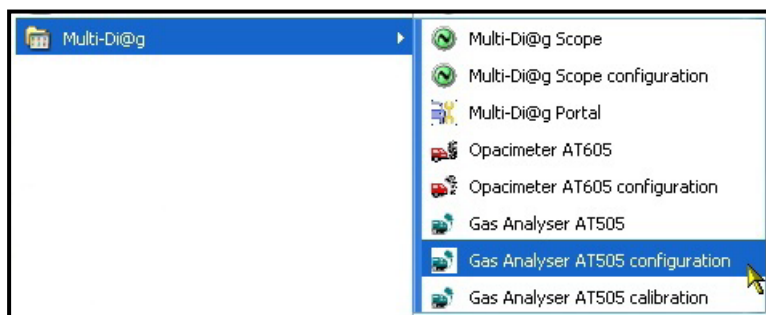 Multi-Di@g
Multi-Di@g Scope
Multi-Di@g Scope configuration
Multi-Di@g Portal
Opacimeter AT605
Opacimeter AT605 configuration
Gas Analyser AT505
Gas Analyser AT505 configuration
Gas Analyser AT505 calibration